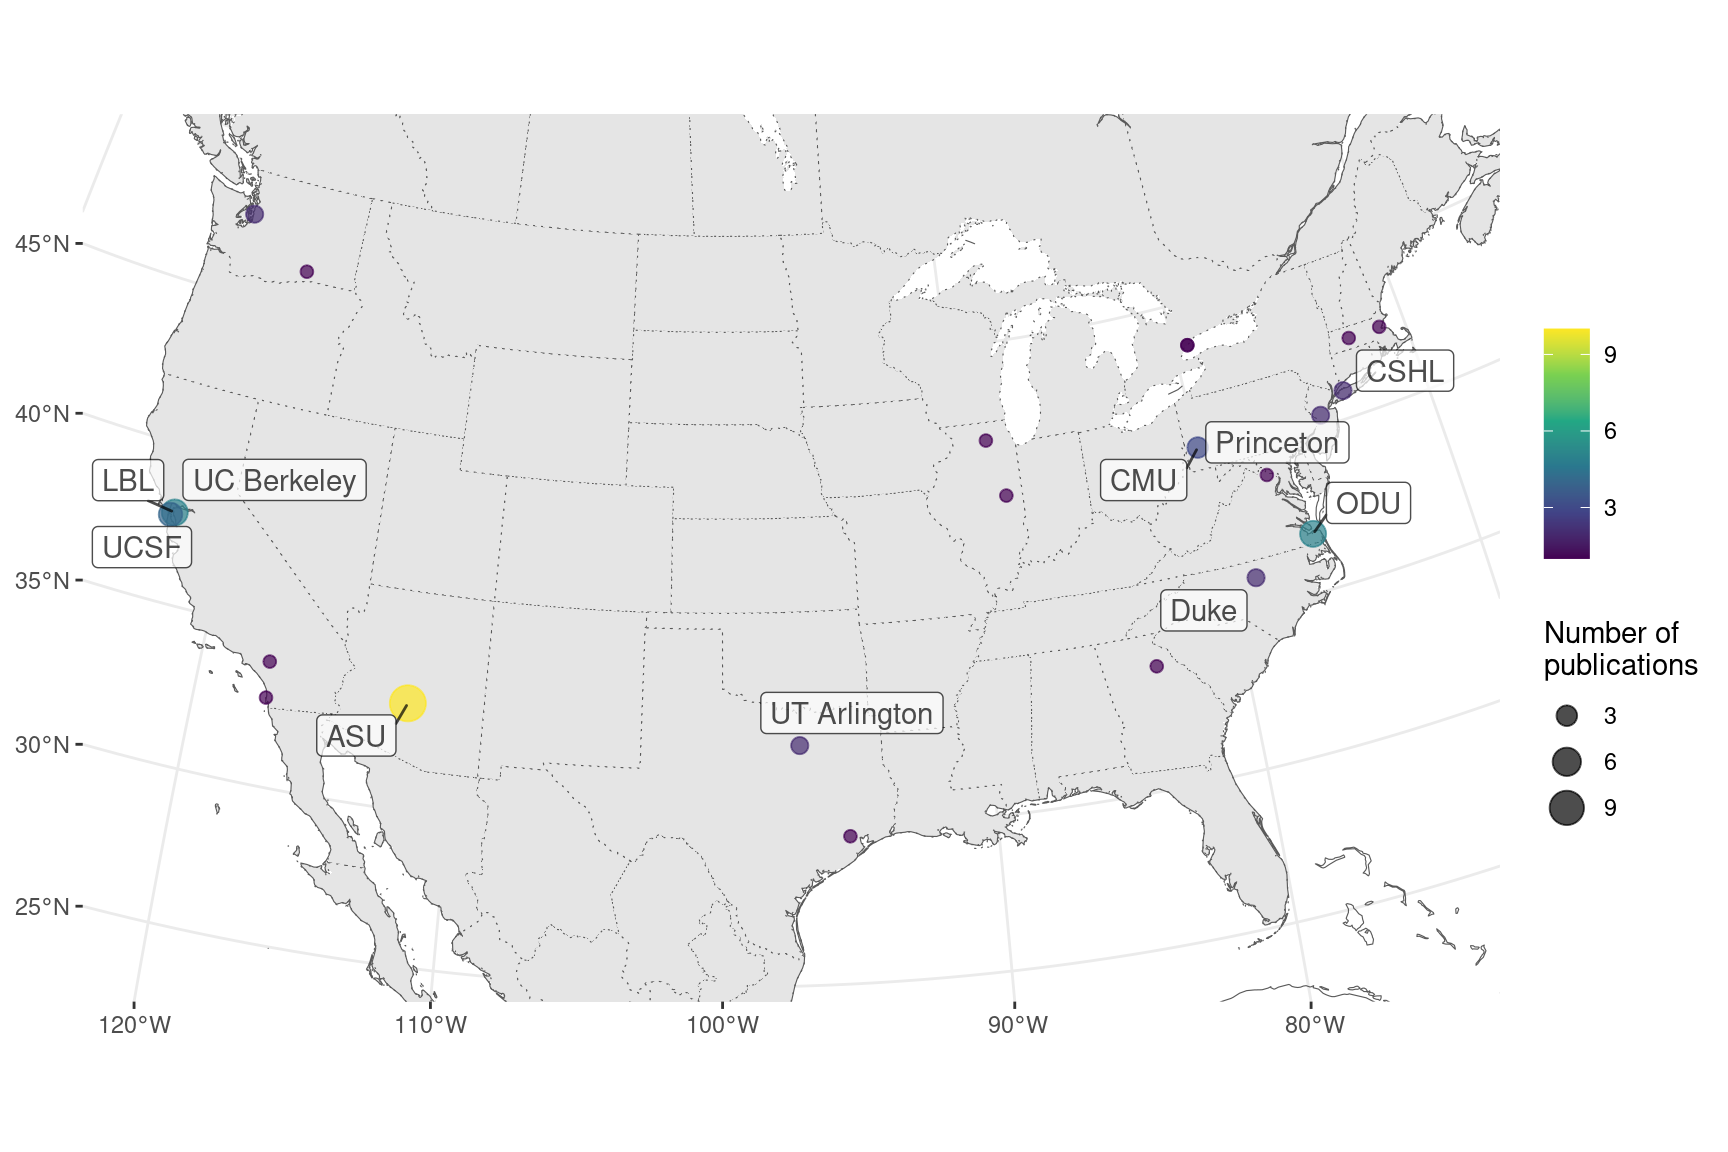 45°N
40°N
35°N
30°N
25°N
120°W
110°W
100°W
90°W
80°W
LBL
UC Berkeley
UCSF
ASU
UT Arlington
CSHL
Princeton
CMU
ODU
Duke
9
6
3
Number of
publications
3
6
9